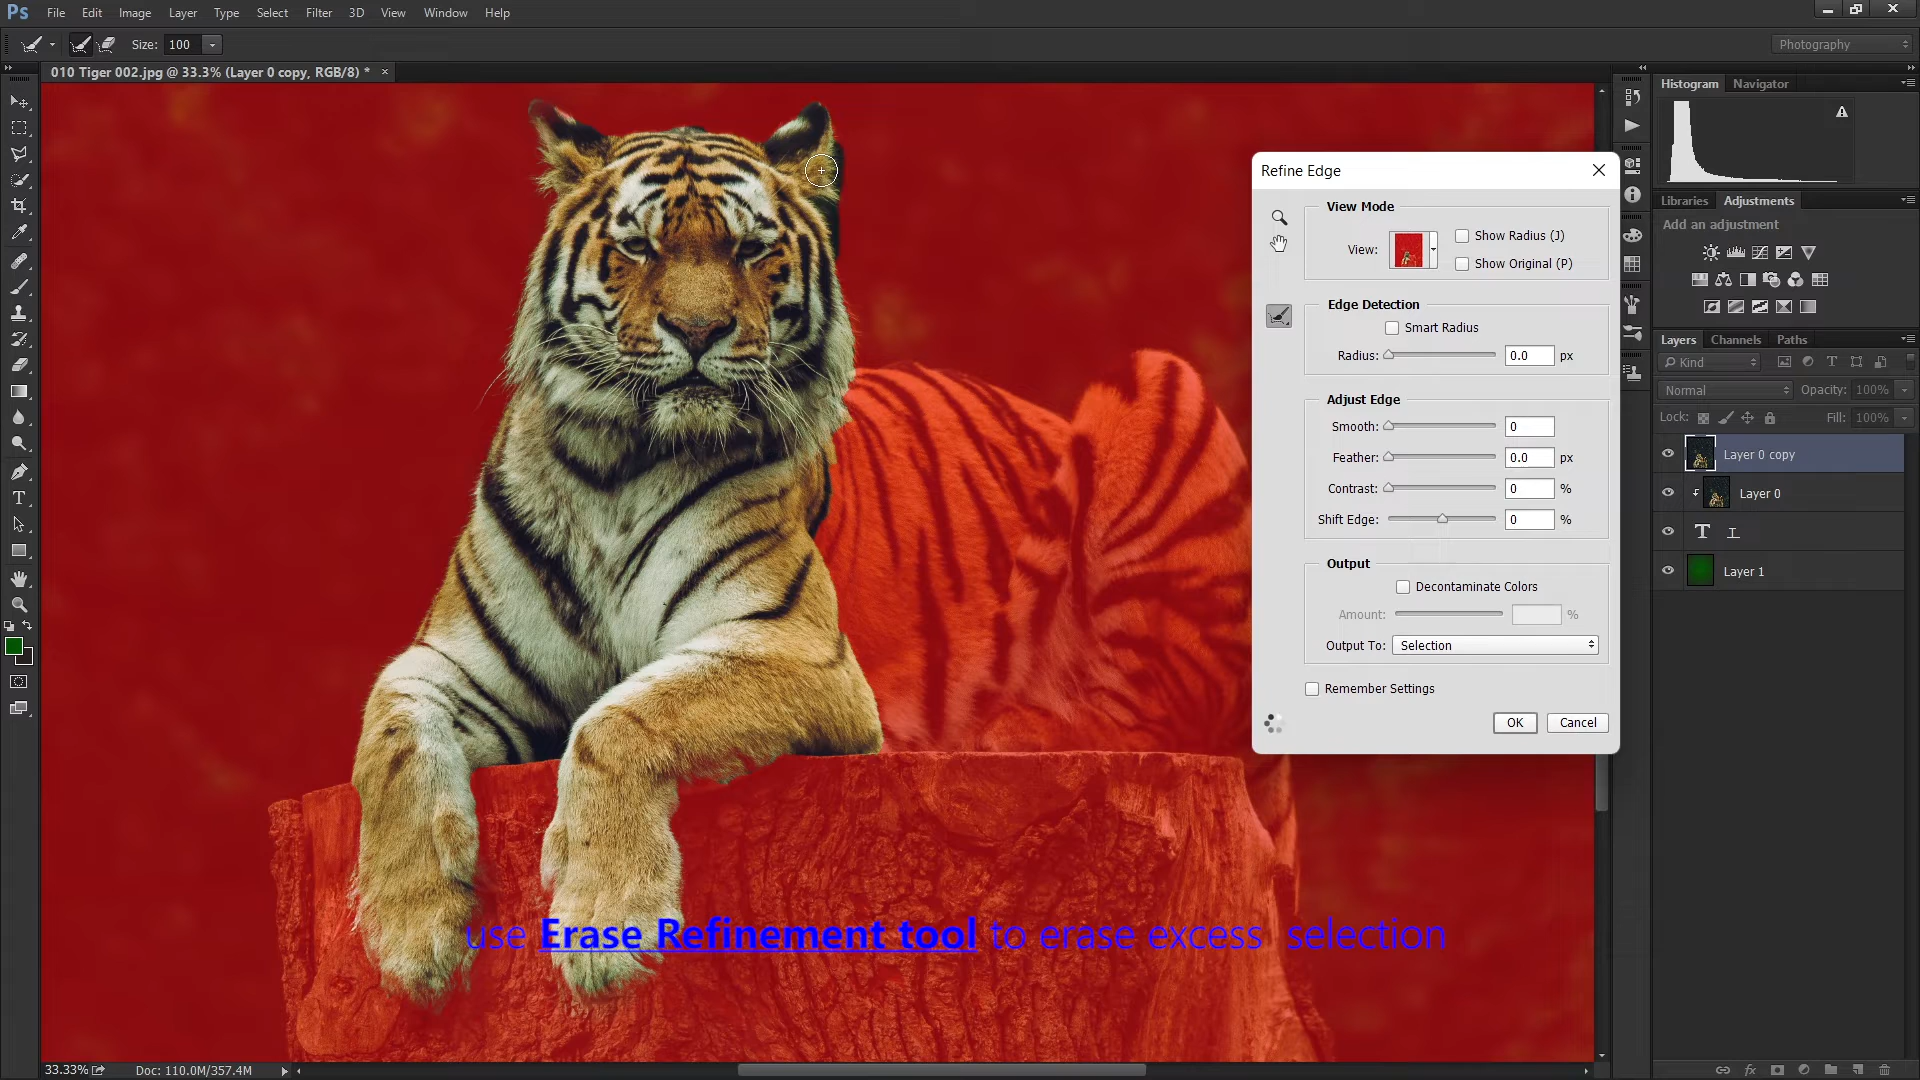 Ps File Edit Image Layer Type Select Filter 3D View Window Help
Size: 100 Photography
010 Tiger 002.jpg @ 33.3% (Layer 0 copy, RGB/8) * ×
Histogram Navigator
Libraries Adjustments
Add an adjustment
Layers Channels Paths
Kind
Normal Opacity: 100%
Lock: Fill: 100%
Layer 0 copy
Layer 0
T T
Layer 1
Refine Edge
View Mode
View: Show Radius (J)
Show Original (P)
Edge Detection
Smart Radius
Radius: 0.0 px
Adjust Edge
Smooth: 0
Feather: 0.0 px
Contrast: 0 %
Shift Edge: 0 %
Output
Decontaminate Colors
Amount: %
Output To: Selection
Remember Settings
OK Cancel
use Erase Refinement tool to erase excess selection
33.33% Doc: 110.0M/357.4M